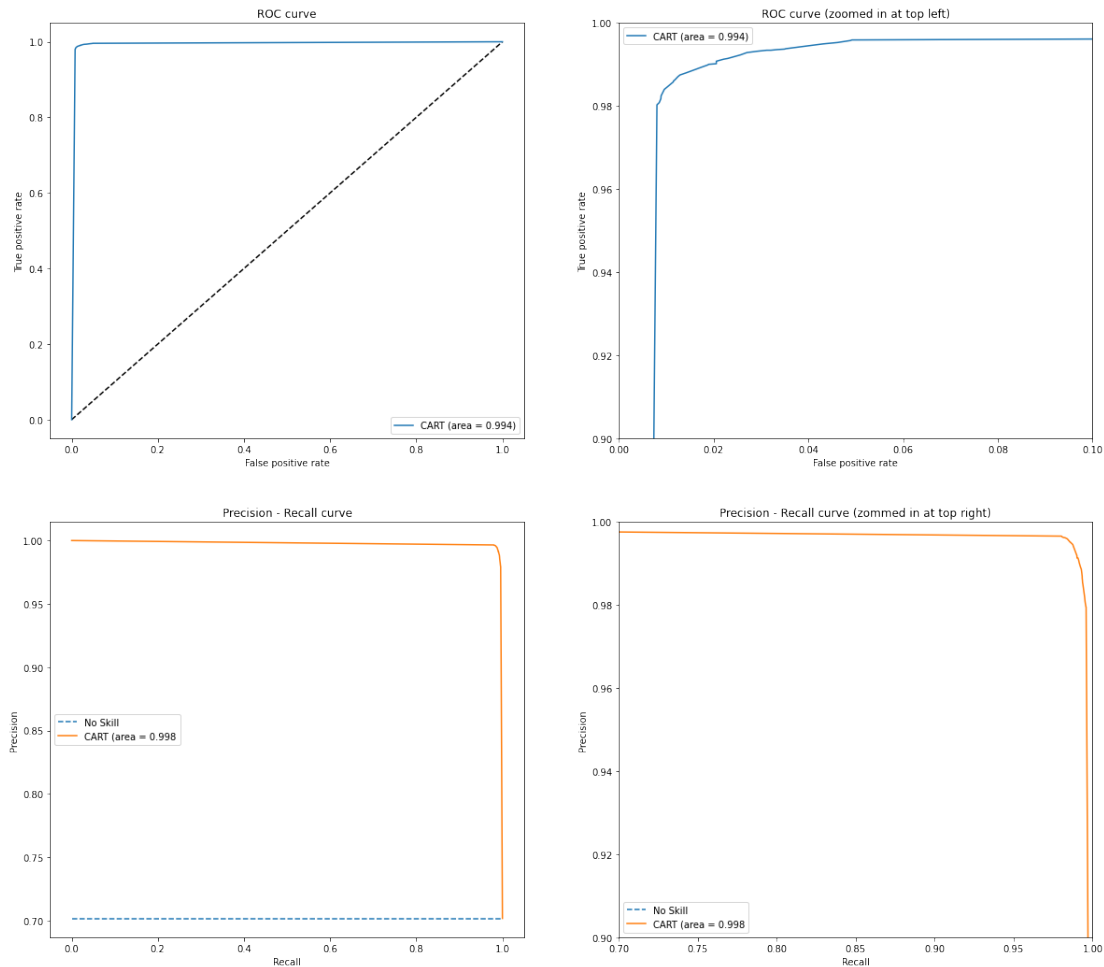 ROC curve
1.0
0.8
0.6
0.4
0.2
0.0
True positive rate
CART (area = 0.994)
0.0 0.2 0.4 0.6 0.8 1.0
False positive rate
ROC curve (zoomed in at top left)
CART (area = 0.994)
1.00
0.98
0.96
0.94
0.92
0.90
True positive rate
0.00 0.02 0.04 0.06 0.08 0.10
False positive rate
Precision - Recall curve
1.00
0.95
0.90
0.85
0.80
0.75
0.70
Precision
No Skill
CART (area = 0.998
0.0 0.2 0.4 0.6 0.8 1.0
Recall
Precision - Recall curve (zommed in at top right)
1.00
0.98
0.96
0.94
0.92
0.90
Precision
No Skill
CART (area = 0.998
0.70 0.75 0.80 0.85 0.90 0.95 1.00
Recall